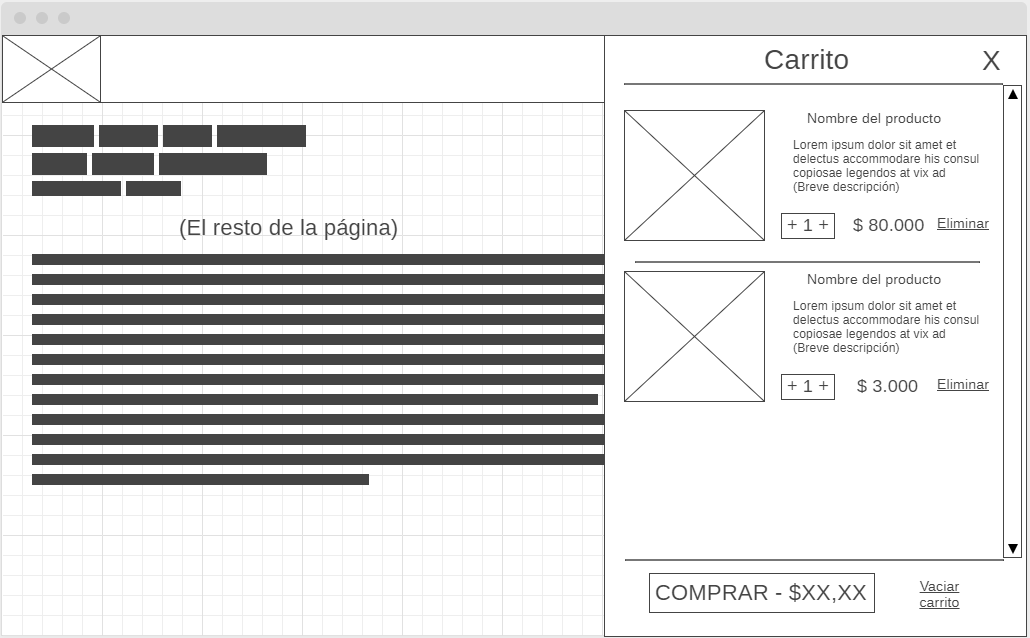 Carrito
X
Nombre del producto
Lorem ipsum dolor sit amet et
delectus accommodare his consul
copiosae legendos at vix ad
(Breve descripción)
+ 1 +
$ 80.000
Eliminar
(El resto de la página)
Nombre del producto
Lorem ipsum dolor sit amet et
delectus accommodare his consul
copiosae legendos at vix ad
(Breve descripción)
+ 1 +
$ 3.000
Eliminar
COMPRAR - $XX,XX
Vaciar
carrito